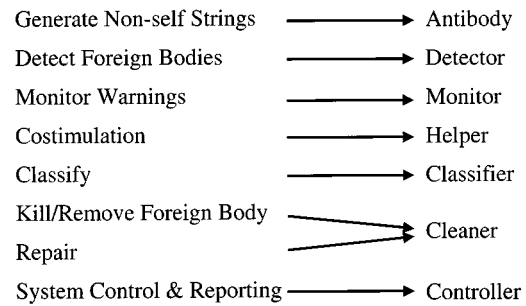 Generate Non-self Strings Antibody
Detect Foreign Bodies Detector
Monitor Warnings Monitor
Costimulation Helper
Classify Classifier
Kill/Remove Foreign Body
Cleaner
Repair
System Control & Reporting Controller